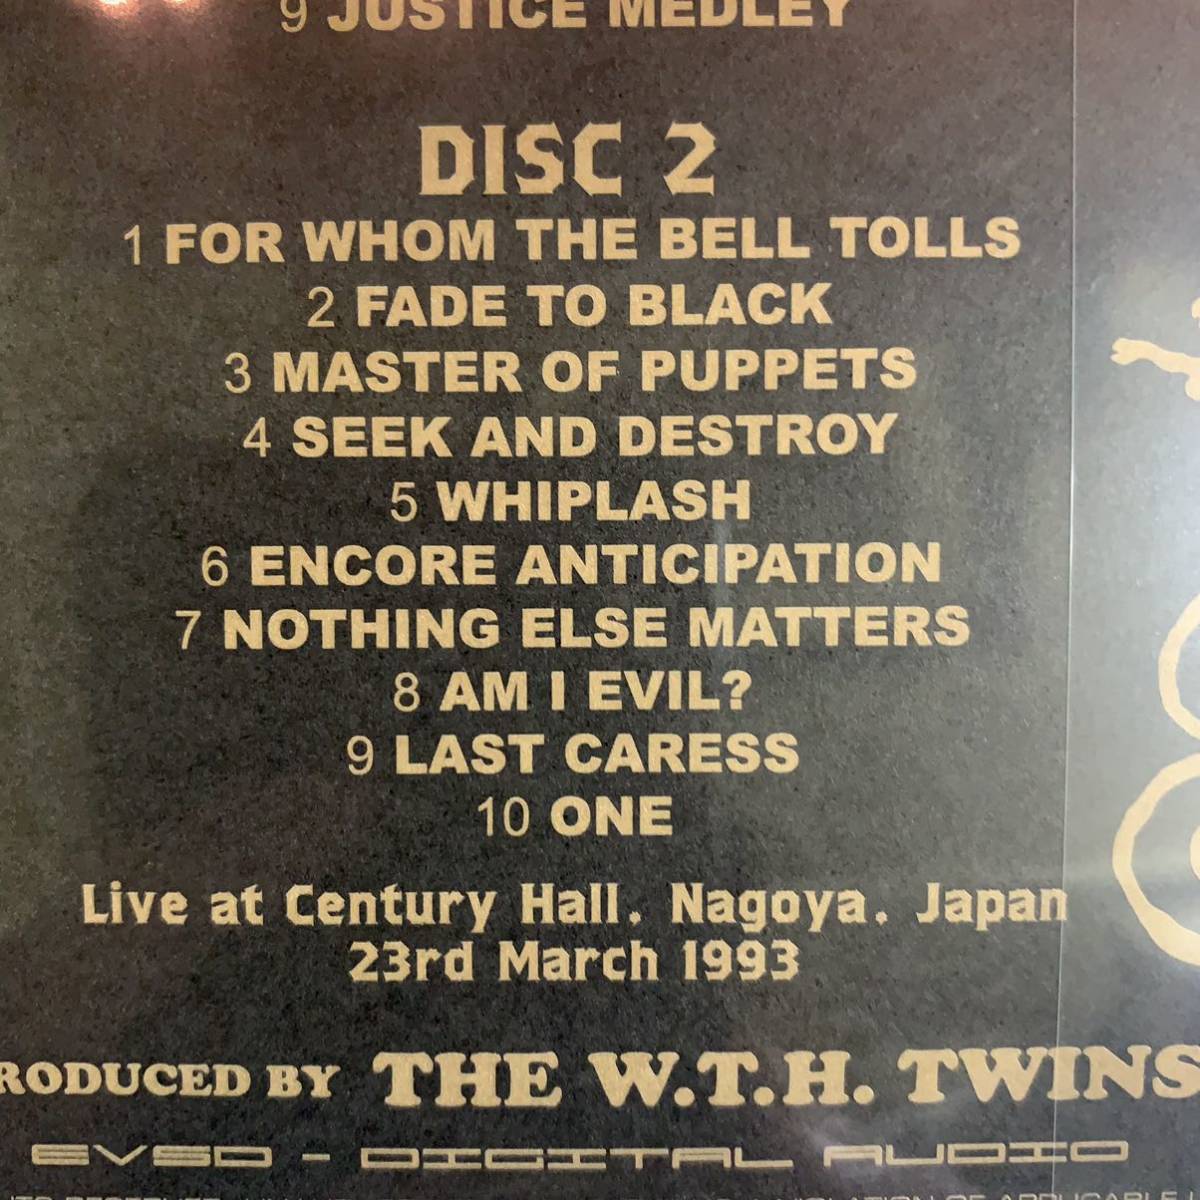 9 JUSTICE MEDLEY
DISC 2
1 FOR WHOM THE BELL TOLLS
2 FADE TO BLACK
3 MASTER OF PUPPETS
4 SEEK AND DESTROY
5 WHIPLASH
6 ENCORE ANTICIPATION
7 NOTHING ELSE MATTERS
8 AM I EVIL?
9 LAST CARESS
10 ONE
Live at Century Hall, Nagoya, Japan
23rd March 1993
RODUCED BY THE W.T.H. TWINS
EVSD - DIGITAL AUDIO